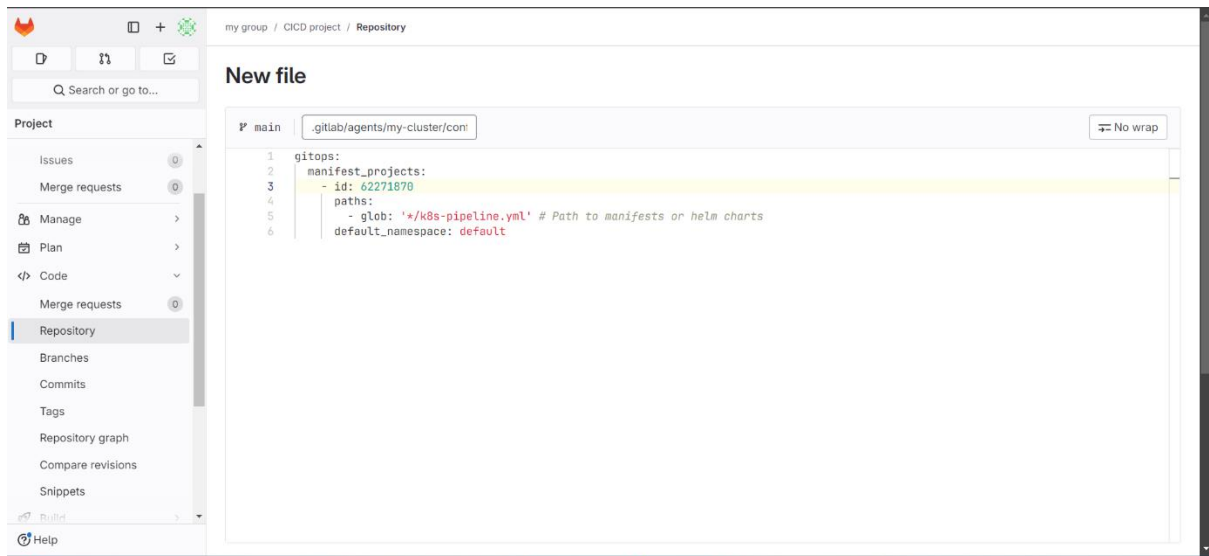 my group / CICD project / Repository
Search or go to...
Project
Issues 0
Merge requests 0
Manage
Plan
Code
Merge requests 0
Repository
Branches
Commits
Tags
Repository graph
Compare revisions
Snippets
Build
Help
New file
main .gitlab/agents/my-cluster/conf No wrap
1 gitops:
2 manifest_projects:
3 - id: 62271870
4 paths:
5 - glob: '*/k8s-pipeline.yml' # Path to manifests or helm charts
6 default_namespace: default